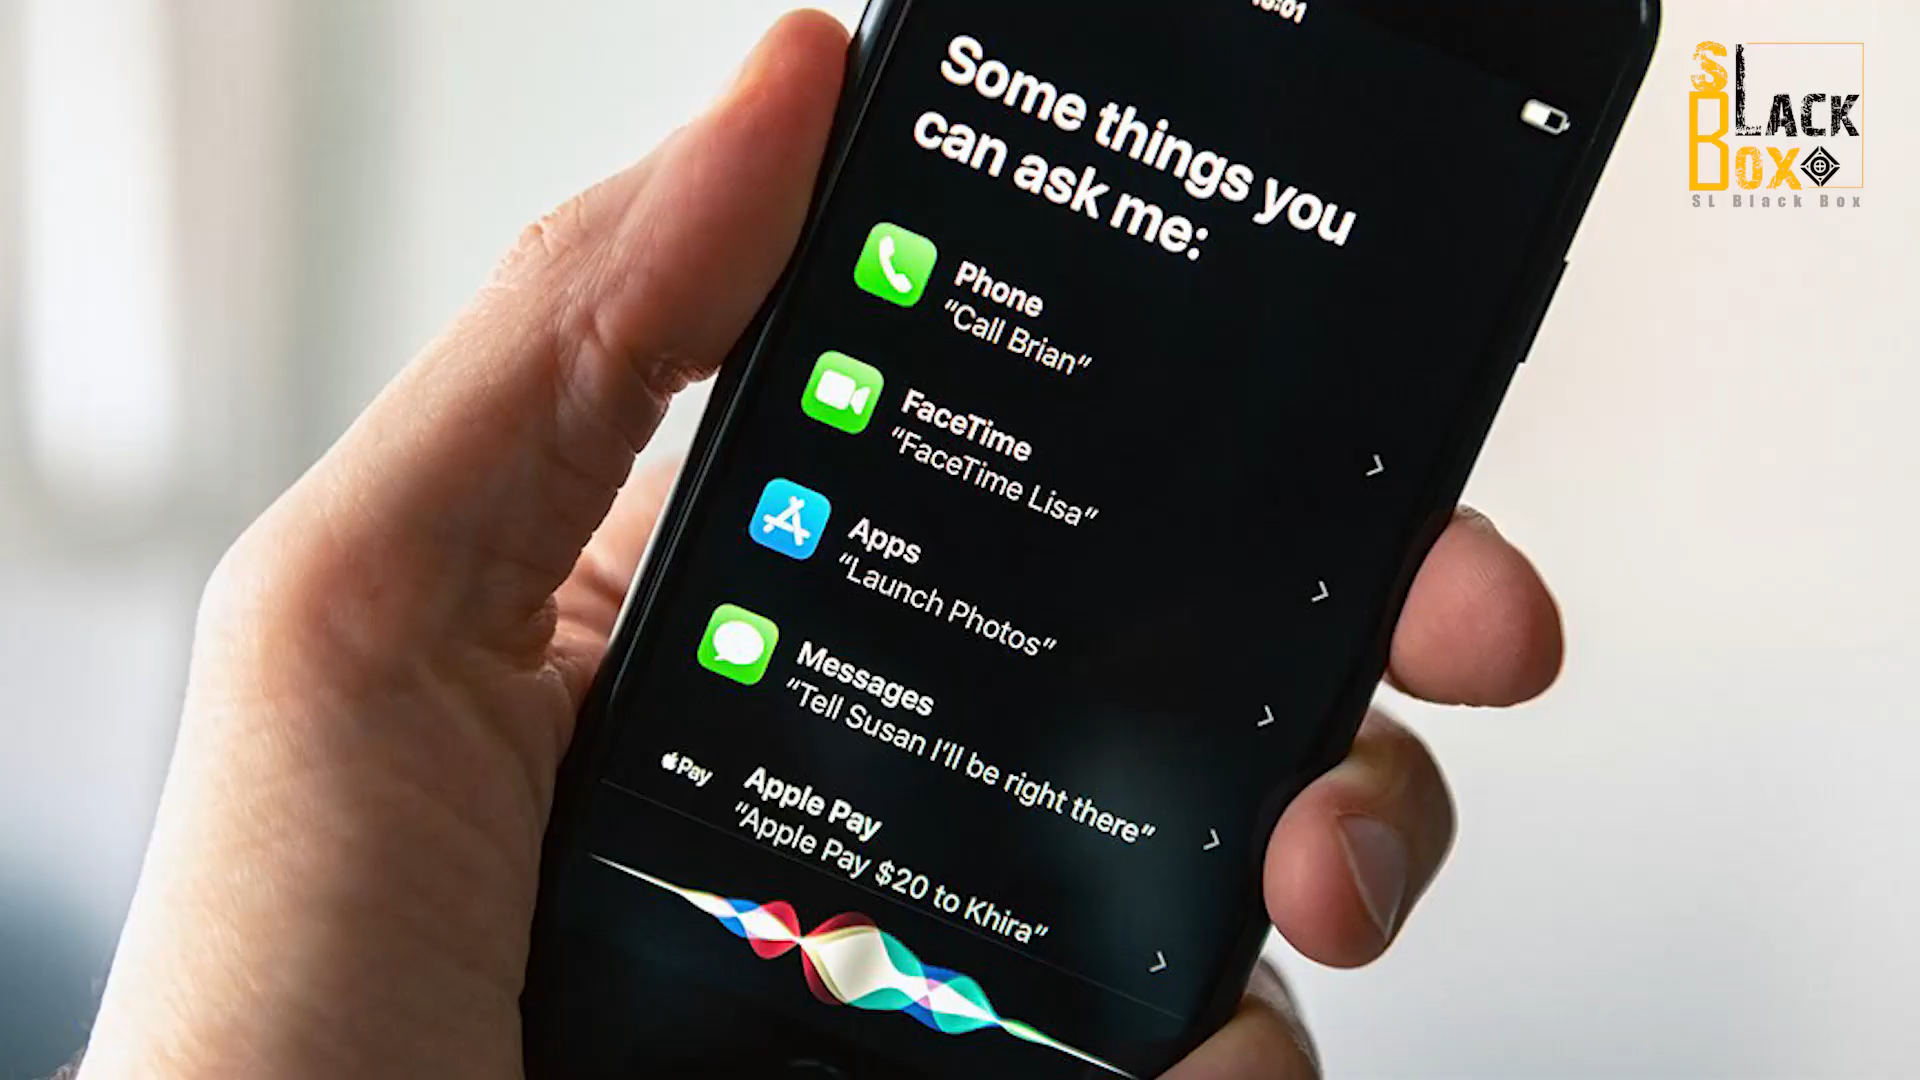 Some things you
can ask me:
Phone
“Call Brian”
FaceTime
“FaceTime Lisa”
Apps
“Launch Photos”
Messages
“Tell Susan I’ll be right there”
Pay
Apple Pay
“Apple Pay $20 to Khira”
SLack
Box
SL Black Box